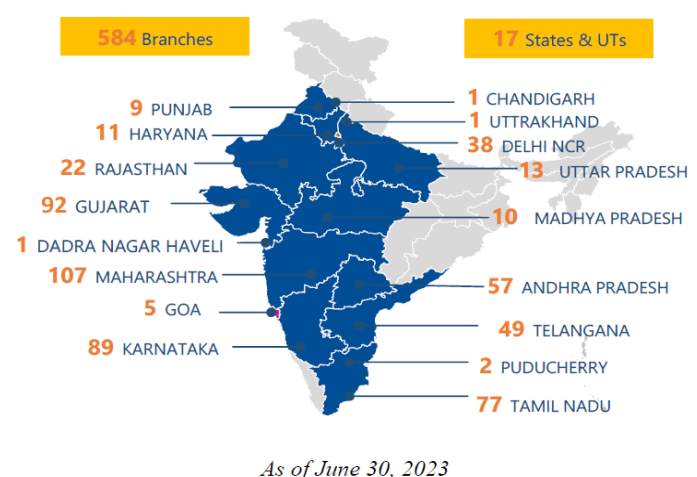 584 Branches
17 States & UTs
9 PUNJAB
11 HARYANA
22 RAJASTHAN
92 GUJARAT
1 DADRA NAGAR HAVELI
107 MAHARASHTRA
5 GOA
89 KARNATAKA
1 CHANDIGARH
1 UTTRAKHAND
38 DELHI NCR
13 UTTAR PRADESH
10 MADHYA PRADESH
57 ANDHRA PRADESH
49 TELANGANA
2 PUDUCHERRY
77 TAMIL NADU
As of June 30, 2023